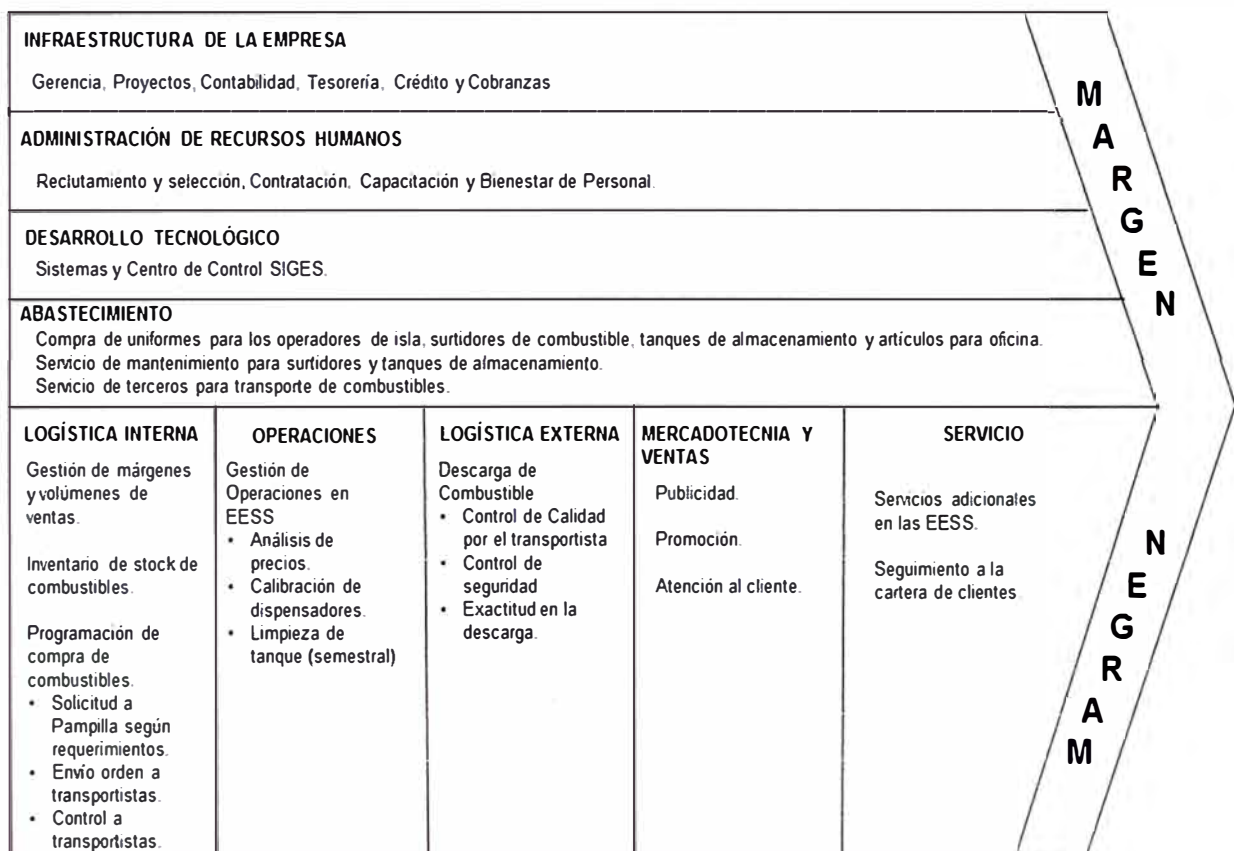 INFRAESTRUCTURA DE LA EMPRESA
Gerencia, Proyectos, Contabilidad, Tesorería, Crédito y Cobranzas
ADMINISTRACIÓN DE RECURSOS HUMANOS
Reclutamiento y selección, Contratación, Capacitación y Bienestar de Personal.
DESARROLLO TECNOLÓGICO
Sistemas y Centro de Control SIGES.
ABASTECIMIENTO
Compra de uniformes para los operadores de isla, surtidores de combustible, tanques de almacenamiento y artículos para oficina.
Servicio de mantenimiento para surtidores y tanques de almacenamiento.
Servicio de terceros para transporte de combustibles.
LOGÍSTICA INTERNA
Gestión de márgenes
y volúmenes de
ventas.
Inventario de stock de
combustibles.
Programación de
compra de
combustibles.
• Solicitud a
Pampilla según
requerimientos.
• Envío orden a
transportistas.
• Control a
transportistas.
OPERACIONES
Gestión de
Operaciones en
EESS
• Análisis de
precios.
• Calibración de
dispensadores.
• Limpieza de
tanque (semestral)
LOGÍSTICA EXTERNA
Descarga de
Combustible
• Control de Calidad
por el transportista
• Control de
seguridad
• Exactitud en la
descarga.
MERCADOTECNIA Y
VENTAS
Publicidad.
Promoción.
Atención al cliente.
SERVICIO
Servicios adicionales
en las EESS.
Seguimiento a la
cartera de clientes
MARGEN
MARGEN